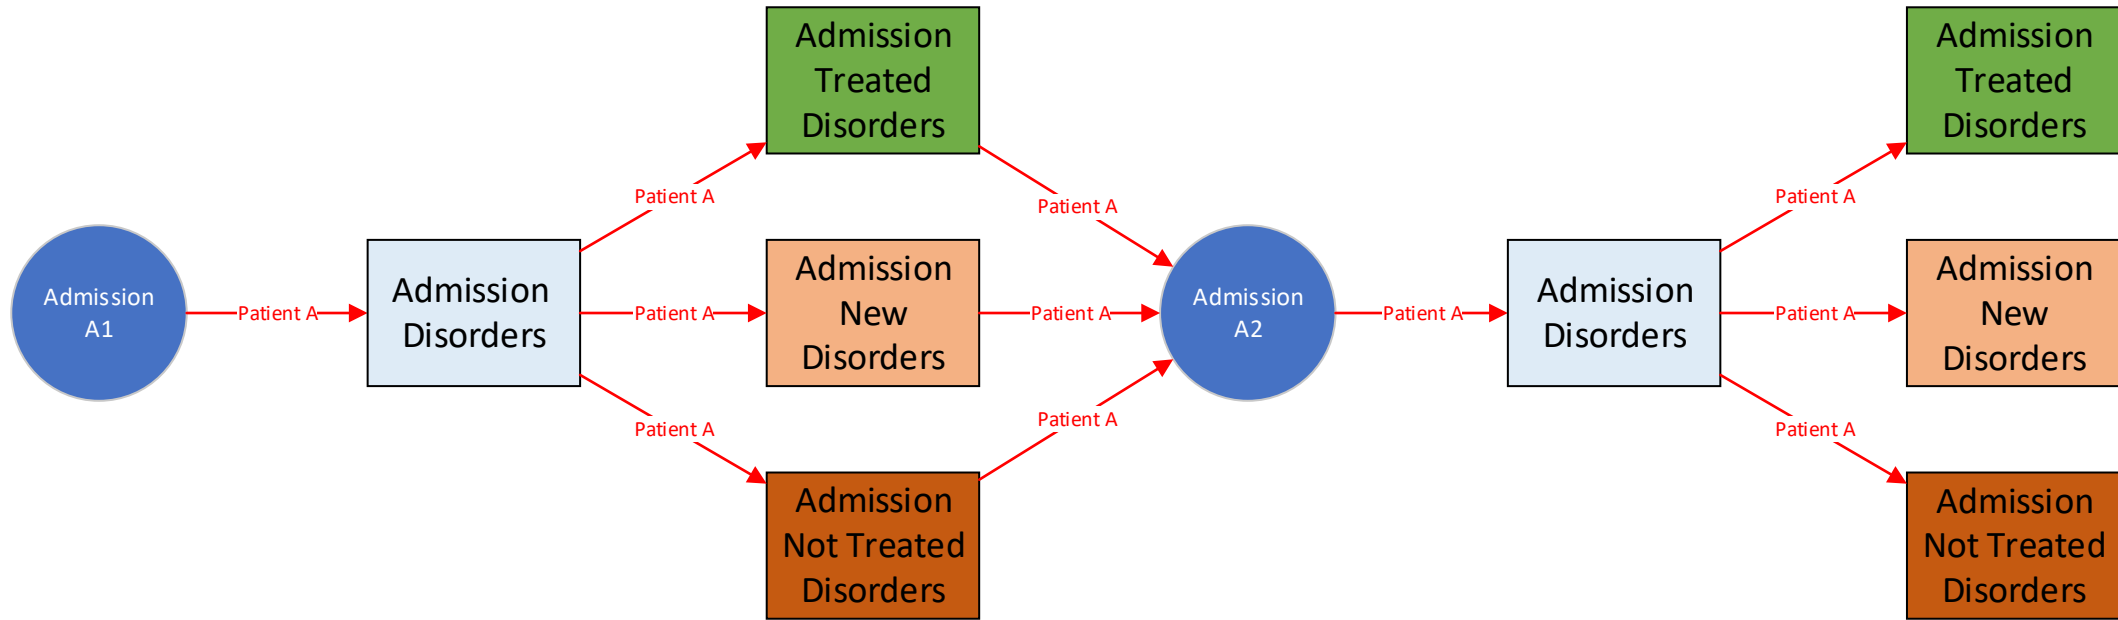 Admission
A1
Patient A
Admission
Disorders
Patient A
Patient A
Patient A
Admission
Treated
Disorders
Admission
New
Disorders
Admission
Not Treated
Disorders
Patient A
Patient A
Patient A
Admission
A2
Patient A
Admission
Disorders
Patient A
Patient A
Patient A
Admission
Treated
Disorders
Admission
New
Disorders
Admission
Not Treated
Disorders